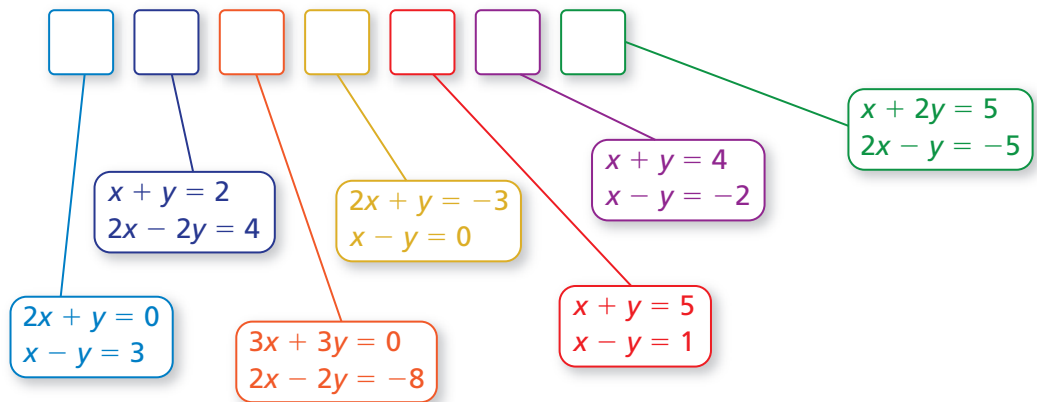 2x + y = 0
x − y = 3
x + y = 2
2x − 2y = 4
3x + 3y = 0
2x − 2y = −8
2x + y = −3
x − y = 0
x + y = 5
x − y = 1
x + y = 4
x − y = −2
x + 2y = 5
2x − y = −5